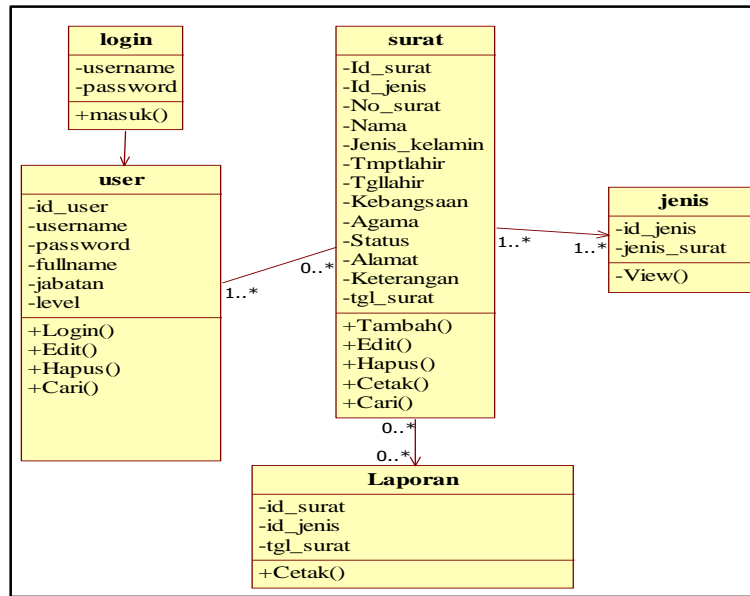 login
-username
-password
+masuk()
user
-id_user
-username
-password
-fullname
-jabatan
-level
+Login()
+Edit()
+Hapus()
+Cari()
1..*
0..*
surat
-Id_surat
-Id_jenis
-No_surat
-Nama
-Jenis_kelamin
-Tmptlahir
-Tgllahir
-Kebangsaan
-Agama
-Status
-Alamat
-Keterangan
-tgl_surat
+Tambah()
+Edit()
+Hapus()
+Cetak()
+Cari()
1..*
1..*
jenis
-id_jenis
-jenis_surat
-View()
0..*
0..*
Laporan
-id_surat
-id_jenis
-tgl_surat
+Cetak()